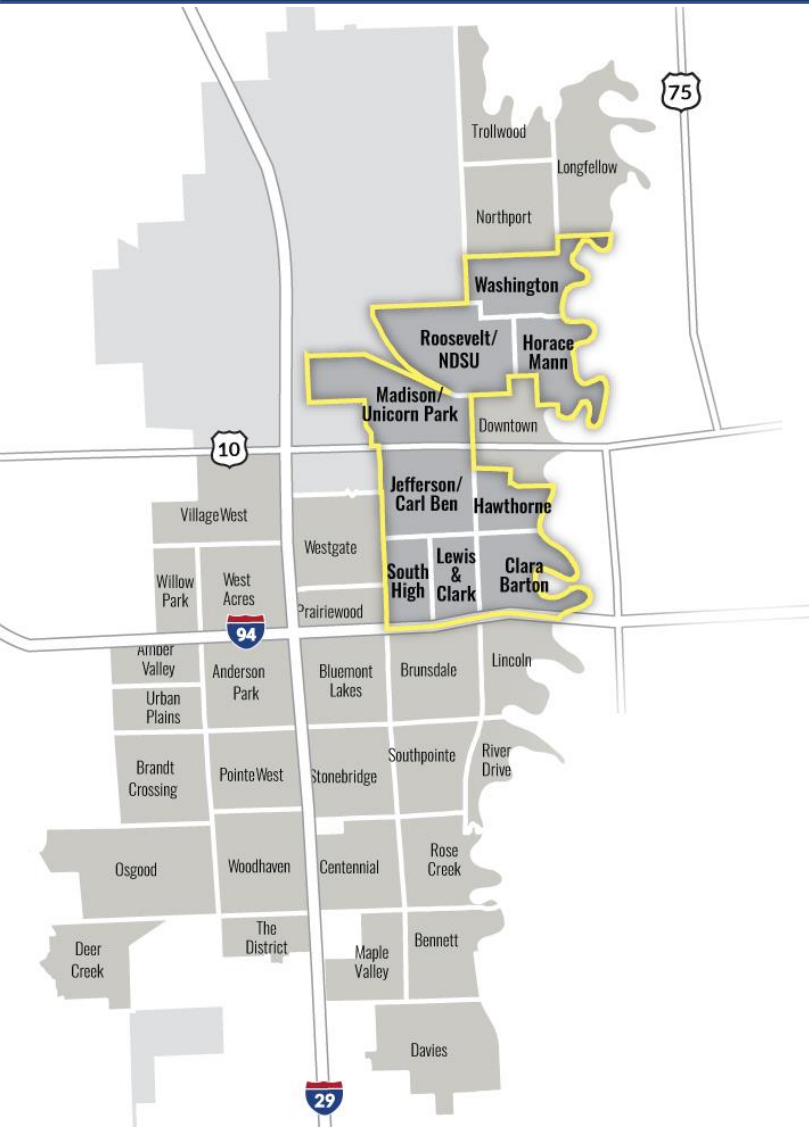 75
Trollwood
Longfellow
Northport
Washington
Roosevelt/
NDSU
Horace
Mann
Madison/
Unicorn Park
Downtown
10
Jefferson/
Carl Ben
Hawthorne
Village West
Westgate
Willow
Park
West
Acres
South
High
Lewis
&
Clark
Clara
Barton
Prairiewood
94
Amber
Valley
Anderson
Park
Bluemont
Lakes
Brunsdale
Lincoln
Urban
Plains
Brandt
Crossing
Pointe West
Stonebridge
Southpointe
River
Drive
Osgood
Woodhaven
Centennial
Rose
Creek
The
District
Deer
Creek
Maple
Valley
Bennett
Davies
29